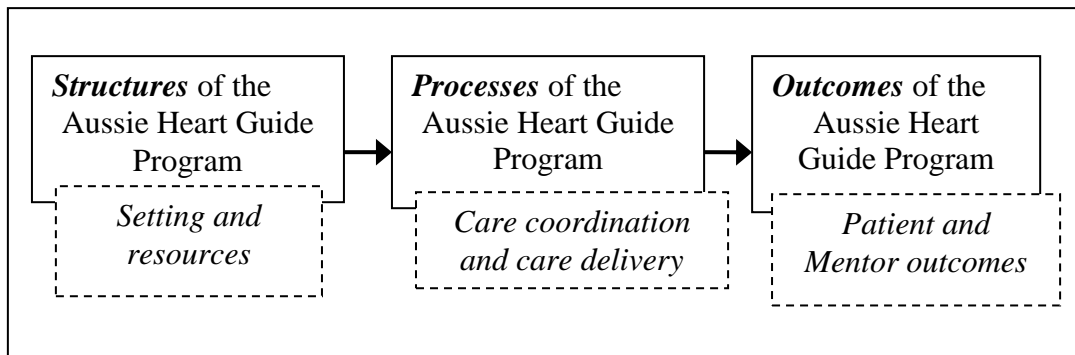 Structures of the
Aussie Heart Guide
Program
Setting and
resources
Processes of the
Aussie Heart Guide
Program
Care coordination
and care delivery
Outcomes of the
Aussie Heart
Guide Program
Patient and
Mentor outcomes